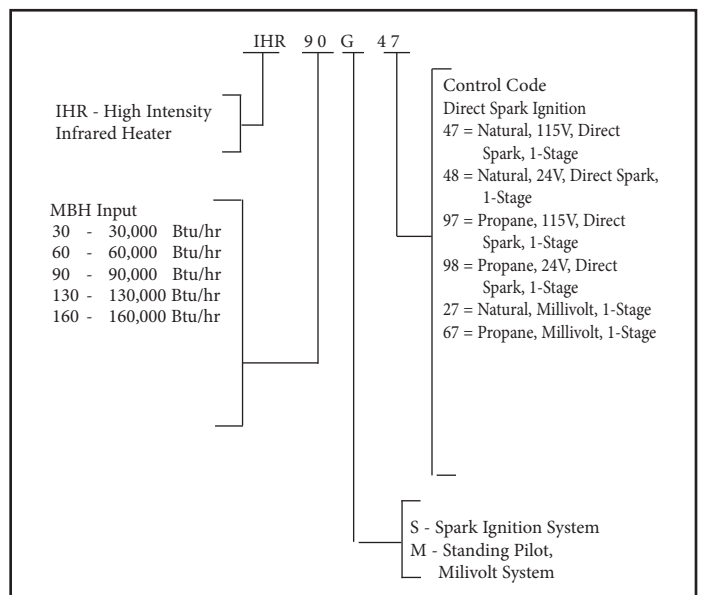 IHR 90 G 47
IHR - High Intensity
Infrared Heater
MBH Input
30 - 30,000 Btu/hr
60 - 60,000 Btu/hr
90 - 90,000 Btu/hr
130 - 130,000 Btu/hr
160 - 160,000 Btu/hr
Control Code
Direct Spark Ignition
47 = Natural, 115V, Direct
Spark, 1-Stage
48 = Natural, 24V, Direct Spark,
1-Stage
97 = Propane, 115V, Direct
Spark, 1-Stage
98 = Propane, 24V, Direct
Spark, 1-Stage
27 = Natural, Millivolt, 1-Stage
67 = Propane, Millivolt, 1-Stage
S - Spark Ignition System
M - Standing Pilot,
Milivolt System